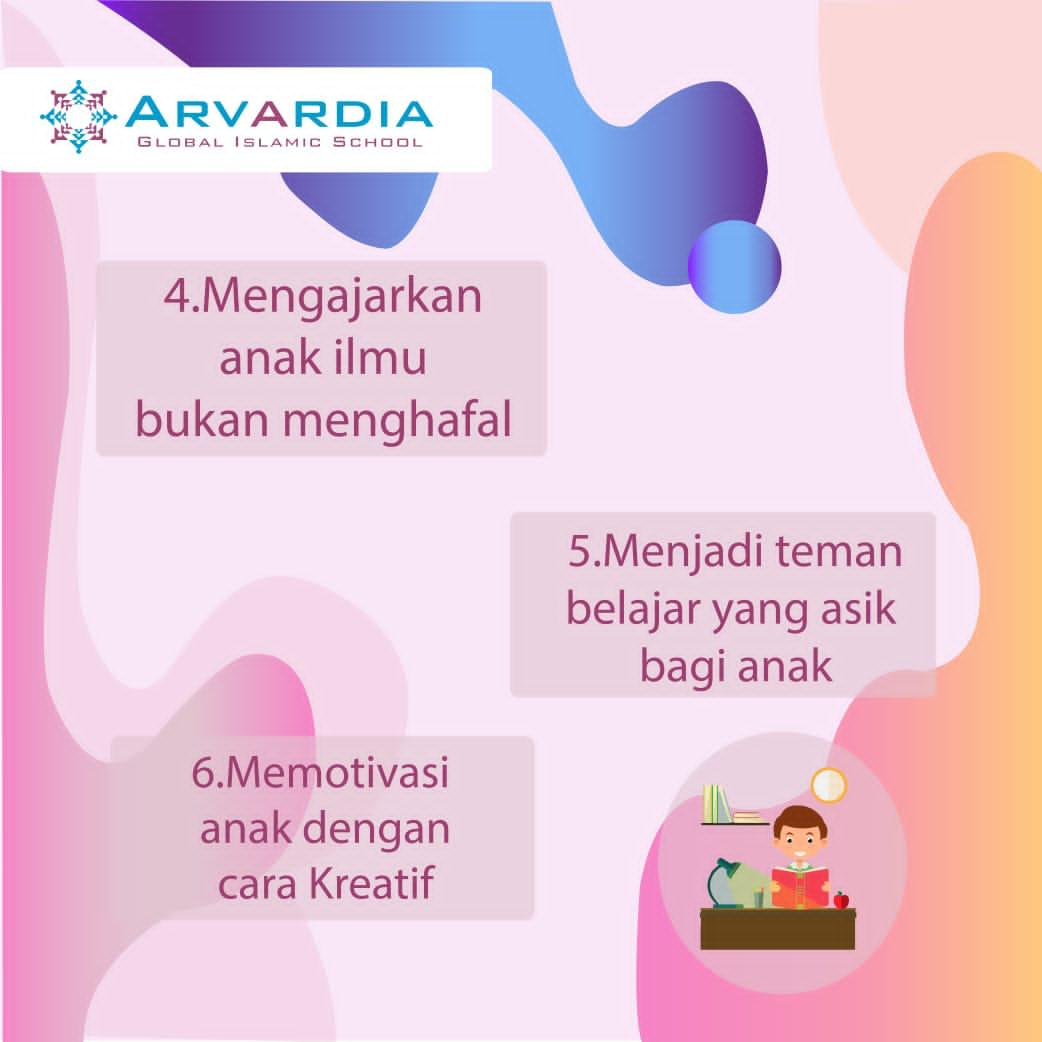 ARVARDIA
GLOBAL ISLAMIC SCHOOL
4.Mengajarkan
anak ilmu
bukan menghafal
5.Menjadi teman
belajar yang asik
bagi anak
6.Memotivasi
anak dengan
cara Kreatif